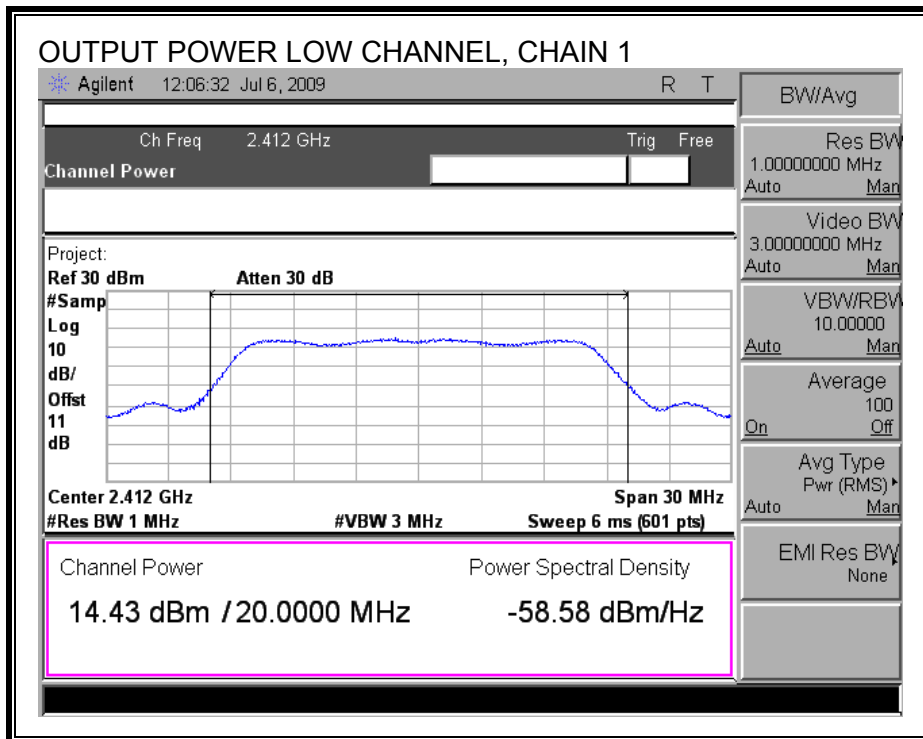 OUTPUT POWER LOW CHANNEL, CHAIN 1
Agilent 12:06:32 Jul 6, 2009 R T
Ch Freq 2.412 GHz Trig Free
Channel Power
Project:
Ref 30 dBm Atten 30 dB
#Samp
Log
10
dB/
Offst
11
dB
Center 2.412 GHz Span 30 MHz
#Res BW 1 MHz #VBW 3 MHz Sweep 6 ms (601 pts)
Channel Power Power Spectral Density
14.43 dBm / 20.0000 MHz -58.58 dBm/Hz
BW/Avg
Res BW
1.00000000 MHz
Auto Man
Video BW
3.00000000 MHz
Auto Man
VBW/RBW
10.00000
Auto Man
Average
100
On Off
Avg Type
Pwr (RMS)
Auto Man
EMI Res BW
None